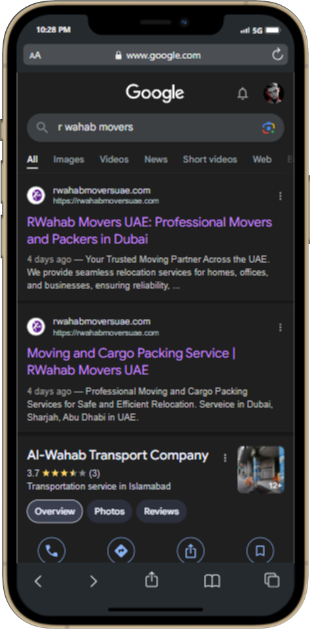 10:28 PM
5G
AA
www.google.com
Google
r wahab movers
All Images Videos News Short videos Web
rwahabmoversuae.com
https://rwahabmoversuae.com
RWahab Movers UAE: Professional Movers
and Packers in Dubai
4 days ago — Your Trusted Moving Partner Across the UAE.
We provide seamless relocation services for homes, offices,
and businesses, ensuring reliability, ...
rwahabmoversuae.com
https://rwahabmoversuae.com
Moving and Cargo Packing Service |
RWahab Movers UAE
4 days ago — Professional Moving and Cargo Packing
Services for Safe and Efficient Relocation. Serveice in Dubai,
Sharjah, Abu Dhabi in UAE.
Al-Wahab Transport Company
3.7 (3)
Transportation service in Islamabad
12+
Overview Photos Reviews